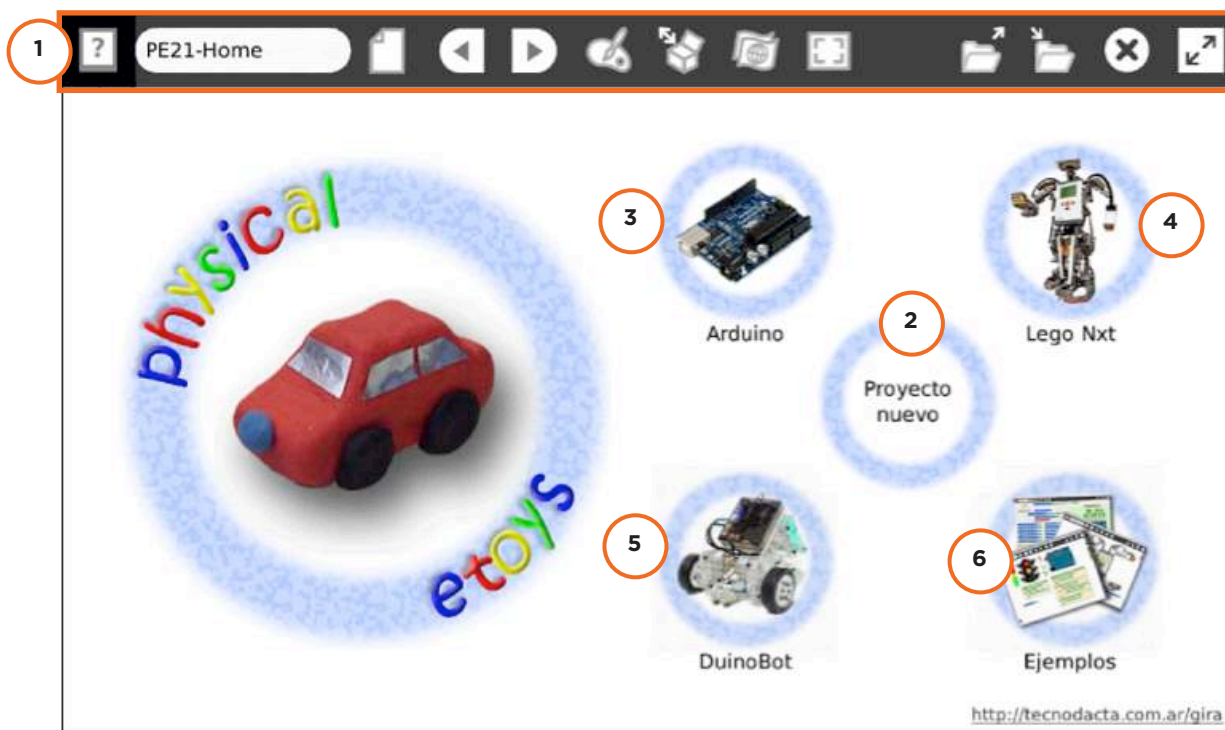 1
?
PE21-Home
physical
etoys
3
Arduino
4
Lego Nxt
2
Proyecto
nuevo
5
DuinoBot
6
Ejemplos
http://tecnodacta.com.ar/gira